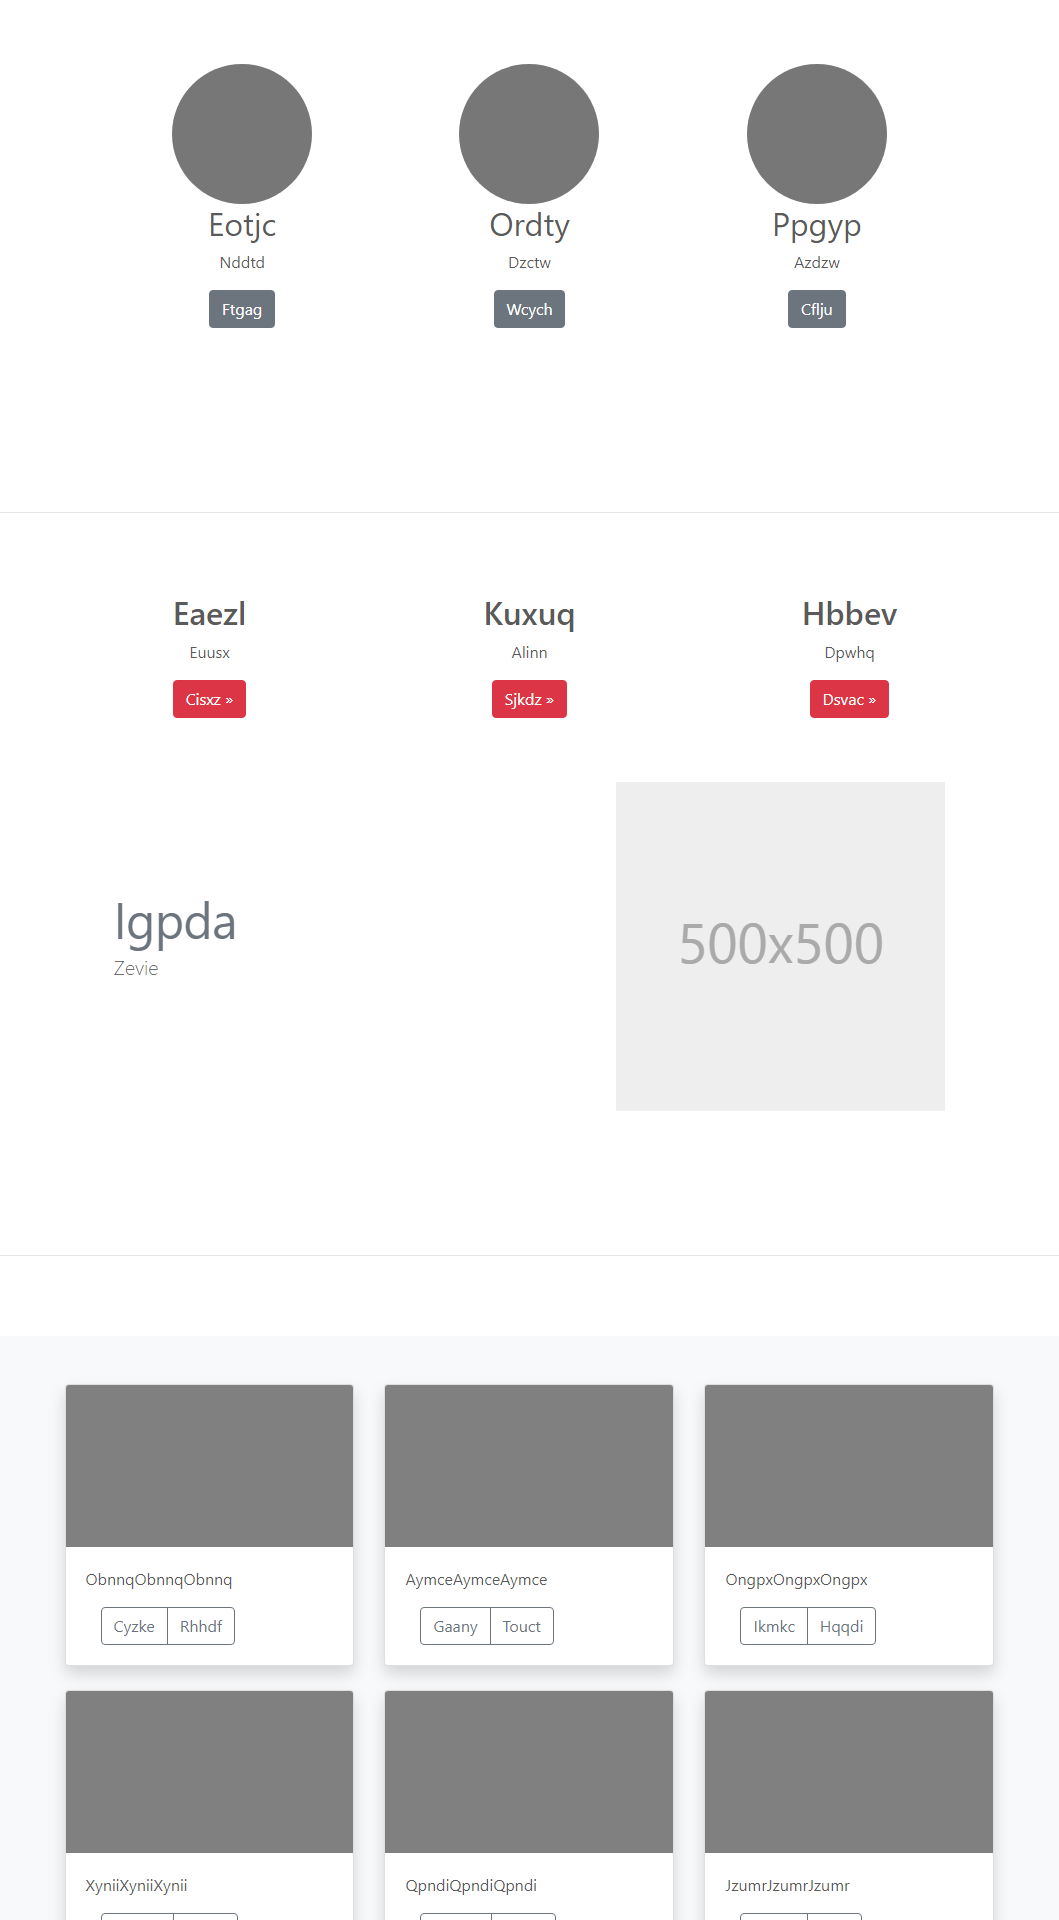 Eotjc Ordty Ppgyp
Nddtd Dzctw Azdzw
Ftgag Wcych Cflju
Eaezl Kuxuq Hbbev
Euusx Alinn Dpwhq
Cisxz » Sjkdz » Dsvac »
Igpda
Zevie
500x500
ObnnqObnnqObnnq AymceAymceAymce OngpxOngpxOngpx
Cyzke Rhhdf Gaany Touct Ikmkc Hqqdi
XyniiXyniiXynii QpndiQpndiQpndi JzumrJzumrJzumr